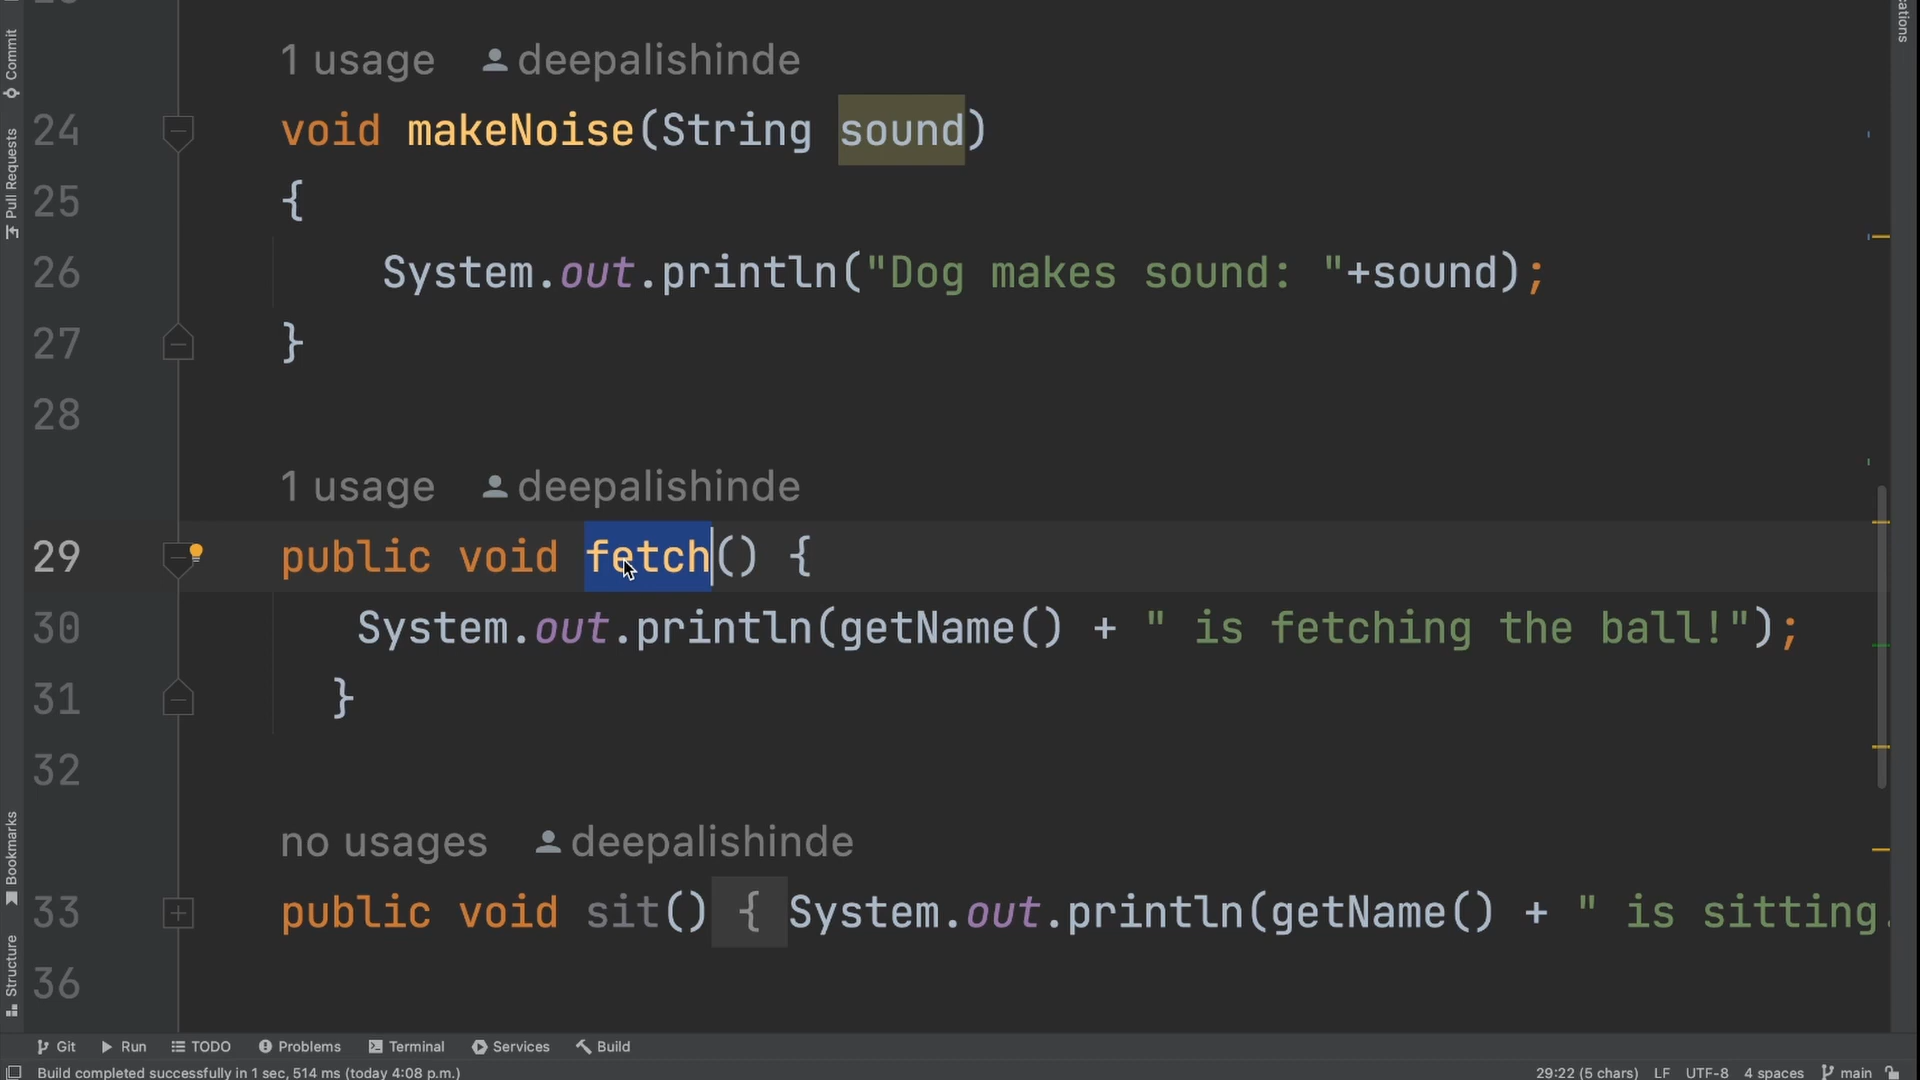 Commit
Pull Requests
Bookmarks
Structure
cations
1 usage deepalishinde
24 void makeNoise(String sound)
25 {
26 System.out.println("Dog makes sound: "+sound);
27 }
28
1 usage deepalishinde
29 public void fetch() {
30 System.out.println(getName() + " is fetching the ball!");
31 }
32
no usages deepalishinde
33 public void sit() { System.out.println(getName() + " is sitting.
36
Git Run TODO Problems Terminal Services Build
Build completed successfully in 1 sec, 514 ms (today 4:08 p.m.) 29:22 (5 chars) LF UTF-8 4 spaces main